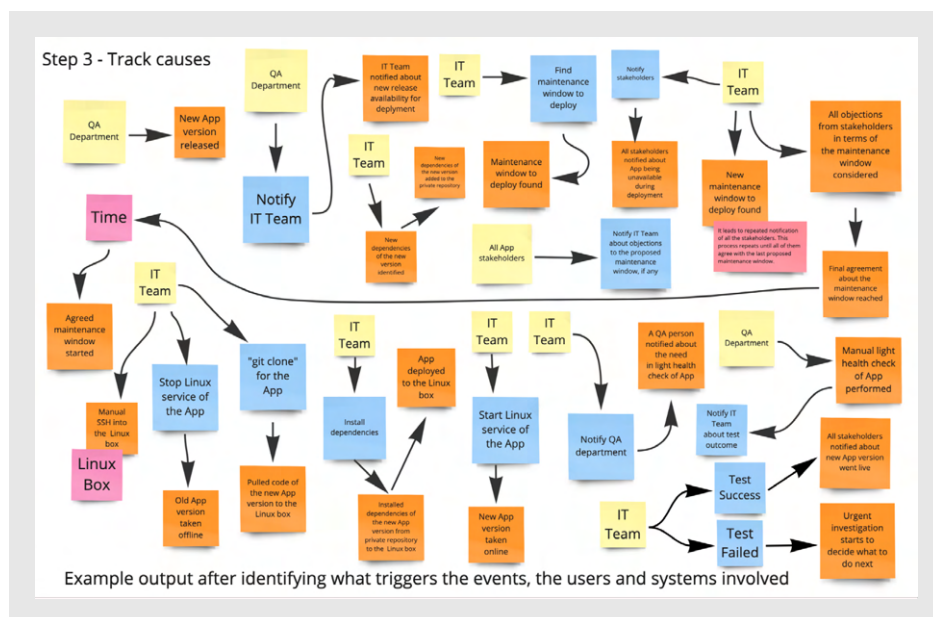 Step 3 - Track causes
QA
Department
New App
version
released
QA
Department
Notify
IT Team
IT Team
notified about
new release
availability for
deplyment
IT
Team
Find
maintenance
window to
deploy
Maintenance
window to
deploy found
Notify
stakeholders
IT
Team
All stakeholders
notified about
App being
unavailable
during
deployment
New
maintenance
window to
deploy found
It leads to repeated notification
of all the stakeholders. This
process repeats until all of them
agree with the last proposed
maintenance window.
All objections
from stakeholders
in terms of
the maintenance
window
considered
IT
Team
New
dependencies of
the new version
added to the
private repository
New
dependencies
of the new
version
identified
All App
stakeholders
Notify IT Team
about objections
to the proposed
maintenance
window, if any
Final agreement
about the
maintenance
window reached
Time
Agreed
maintenance
window
started
IT
Team
Manual
SSH into
the Linux
box
Linux
Box
Stop Linux
service of
the App
Old App
version
taken
offline
"git clone"
for the
App
Pulled code of
the new App
version to the
Linux box
IT
Team
Install
dependencies
App
deployed
to the Linux
box
Installed
dependencies of
the new App
version from
private repository
to the Linux box
IT
Team
Start Linux
service of
the App
New App
version
taken
online
IT
Team
Notify QA
department
A QA person
notified about
the need
in light health
check of App
QA
Department
Manual light
health check
of App
performed
Notify IT
Team
about test
outcome
IT
Team
Test
Success
Test
Failed
All stakeholders
notified about
new App version
went live
Urgent
investigation
starts to
decide what to
do next
Example output after identifying what triggers the events, the users and systems involved